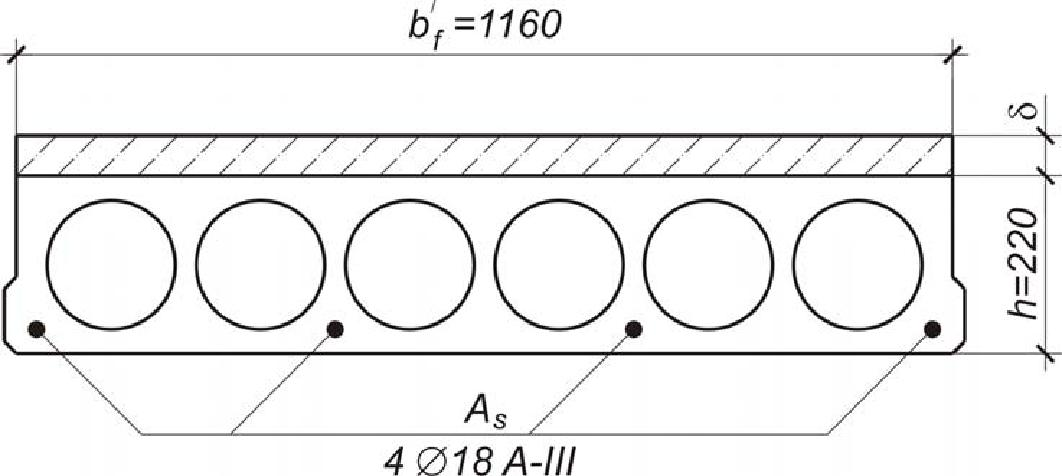 b'f =1160
δ
h=220
As
4 ∅18 A-III